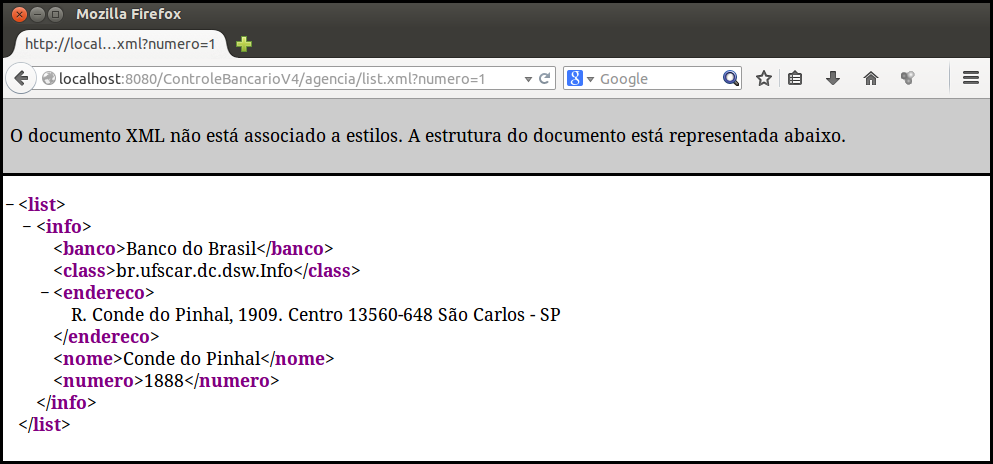 Mozilla Firefox
http://local...xml?numero=1
localhost:8080/ControleBancarioV4/agencia/list.xml?numero=1
Google
O documento XML não está associado a estilos. A estrutura do documento está representada abaixo.
−<list>
−<info>
<banco>Banco do Brasil</banco>
<class>br.ufscar.dc.dsw.Info</class>
−<endereco>
R. Conde do Pinhal, 1909. Centro 13560-648 São Carlos - SP
</endereco>
<nome>Conde do Pinhal</nome>
<numero>1888</numero>
</info>
</list>